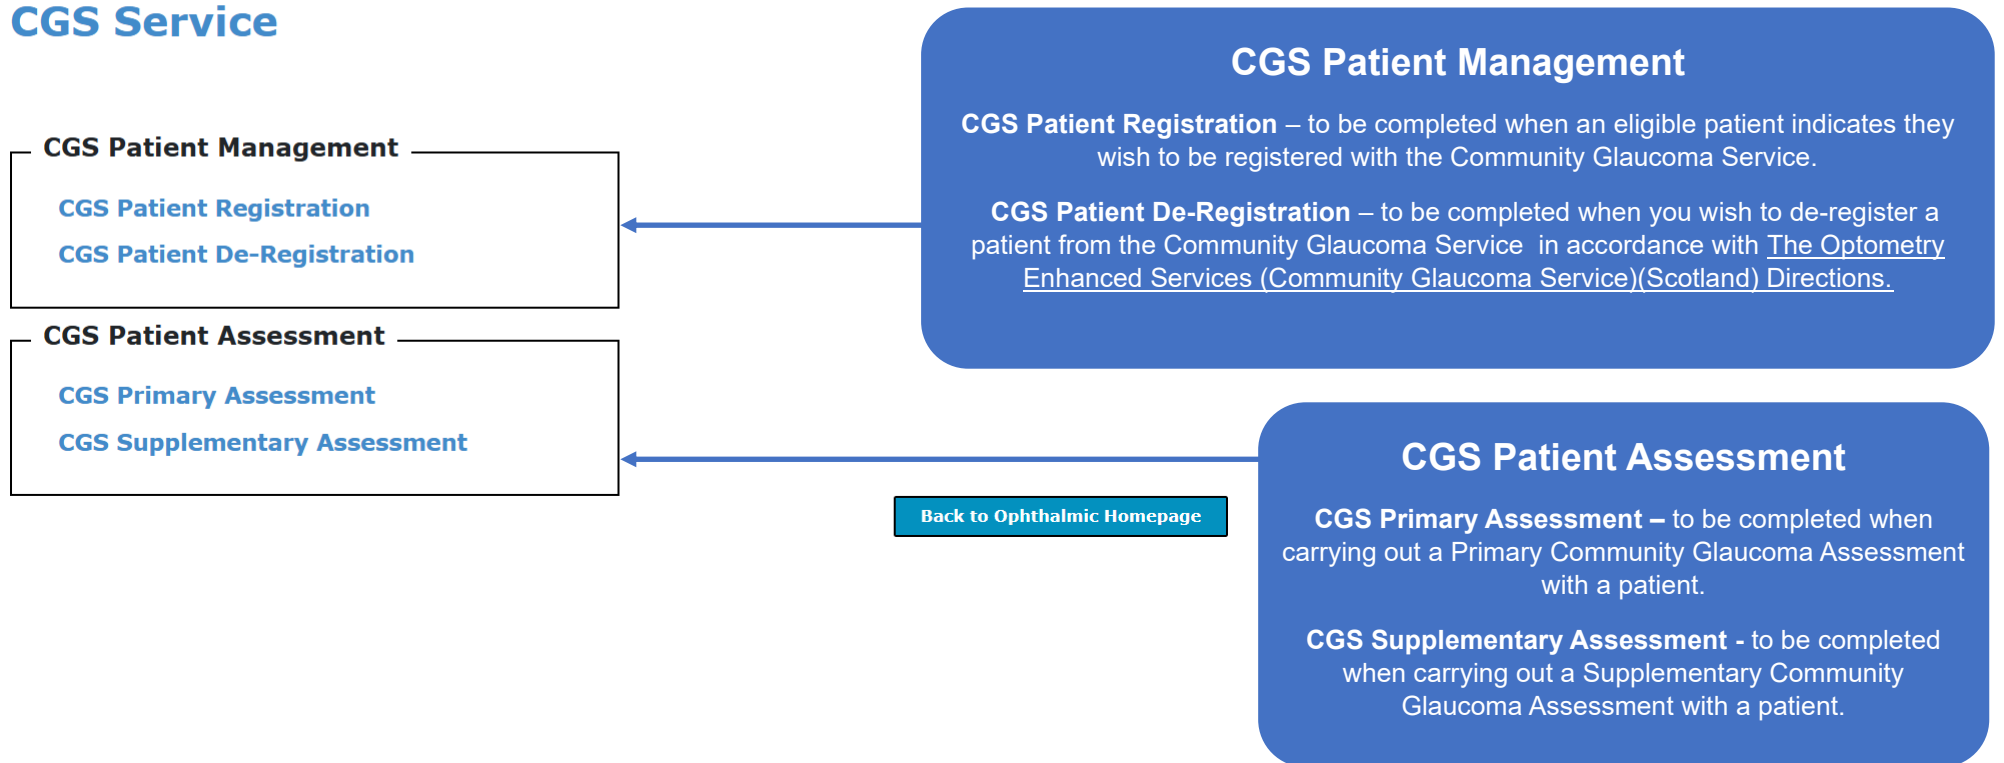 CGS Service
CGS Patient Management
CGS Patient Registration
CGS Patient De-Registration
CGS Patient Assessment
CGS Primary Assessment
CGS Supplementary Assessment
Back to Ophthalmic Homepage
CGS Patient Management
CGS Patient Registration – to be completed when an eligible patient indicates they
wish to be registered with the Community Glaucoma Service.
CGS Patient De-Registration – to be completed when you wish to de-register a
patient from the Community Glaucoma Service  in accordance with The Optometry
Enhanced Services (Community Glaucoma Service)(Scotland) Directions.
CGS Patient Assessment
CGS Primary Assessment – to be completed when
carrying out a Primary Community Glaucoma Assessment
with a patient.
CGS Supplementary Assessment - to be completed
when carrying out a Supplementary Community
Glaucoma Assessment with a patient.